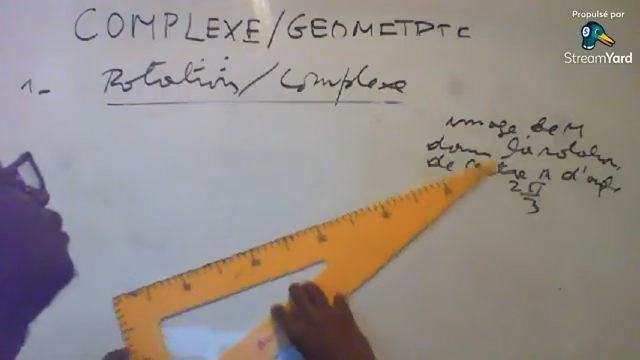 COMPLEXE/GEOMETRIE
1- Rotation/Complexe
image de M
dans la rotation
de centre A d'angle
2π
3
Propulsé par
StreamYard